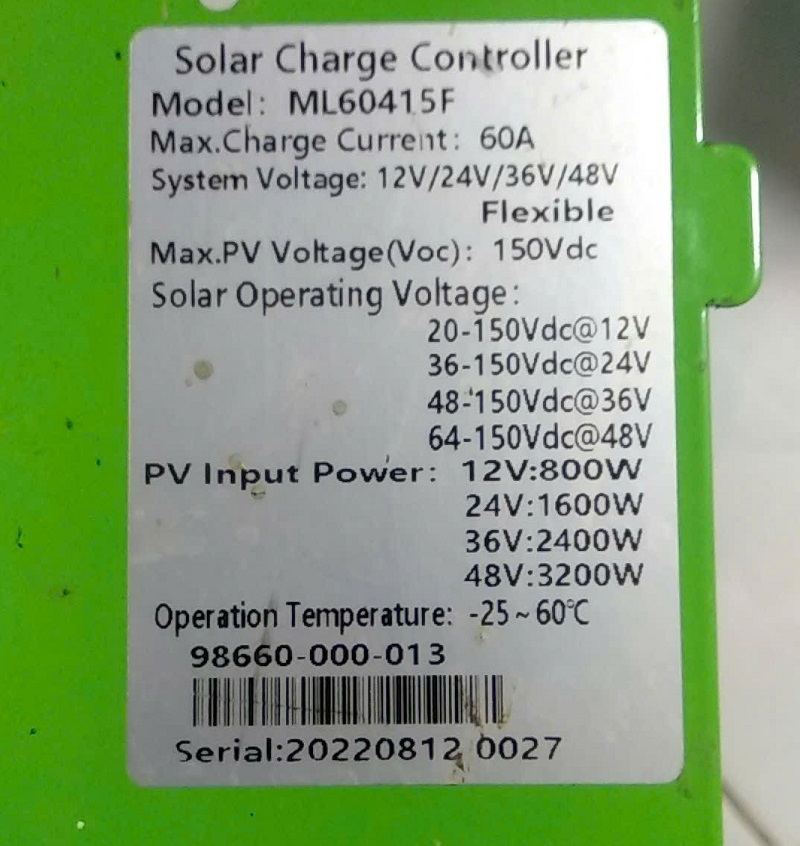 Solar Charge Controller
Model: ML60415F
Max.Charge Current: 60A
System Voltage: 12V/24V/36V/48V
Flexible
Max.PV Voltage(Voc): 150Vdc
Solar Operating Voltage:
20-150Vdc@12V
36-150Vdc@24V
48-150Vdc@36V
64-150Vdc@48V
PV Input Power: 12V:800W
24V:1600W
36V:2400W
48V:3200W
Operation Temperature: -25~60℃
98660-000-013
Serial:20220812 0027